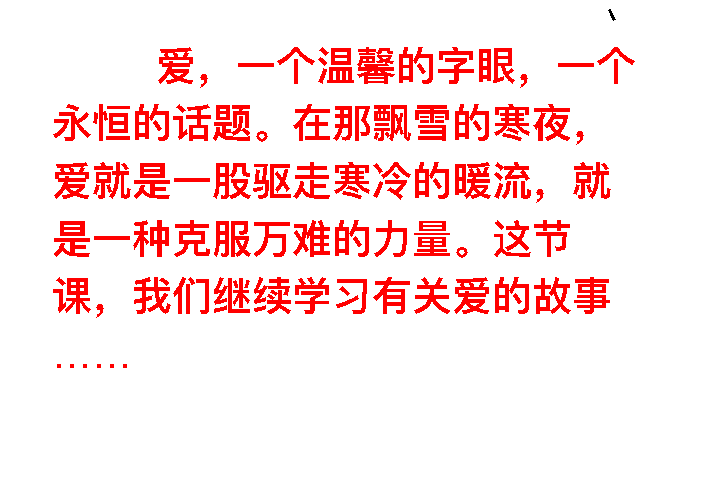 爱，一个温馨的字眼，一个
永恒的话题。在那飘雪的寒夜，
爱就是一股驱走寒冷的暖流，就
是一种克服万难的力量。这节
课，我们继续学习有关爱的故事
……